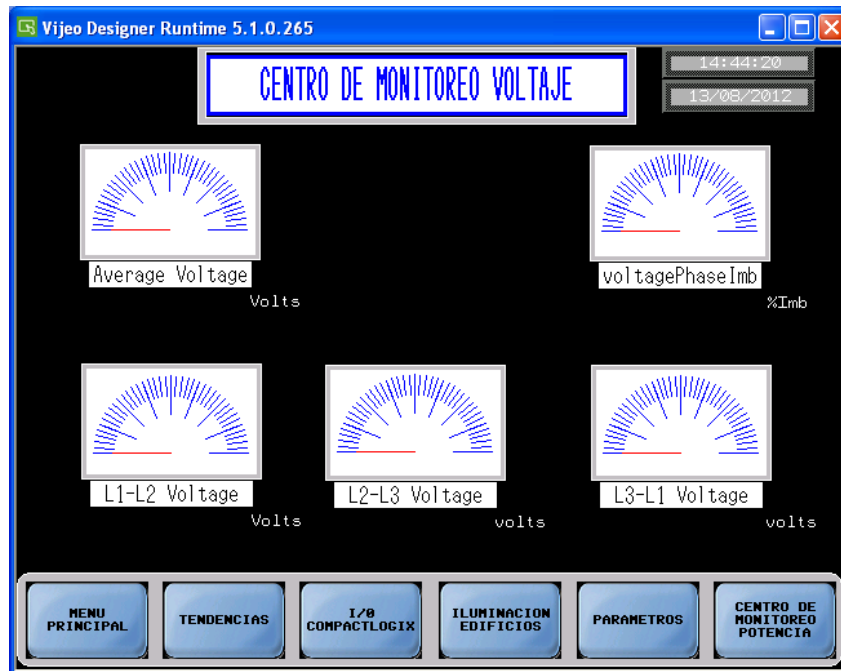 Vijeo Designer Runtime 5.1.0.265
CENTRO DE MONITOREO VOLTAJE
14:44:20
13/08/2012
Average Voltage
Volts
voltagePhaseImb
%Imb
L1-L2 Voltage
Volts
L2-L3 Voltage
volts
L3-L1 Voltage
volts
MENU
PRINCIPAL
TENDENCIAS
I/0
COMPACTLOGIX
ILUMINACION
EDIFICIOS
PARAMETROS
CENTRO DE
MONITOREO
POTENCIA